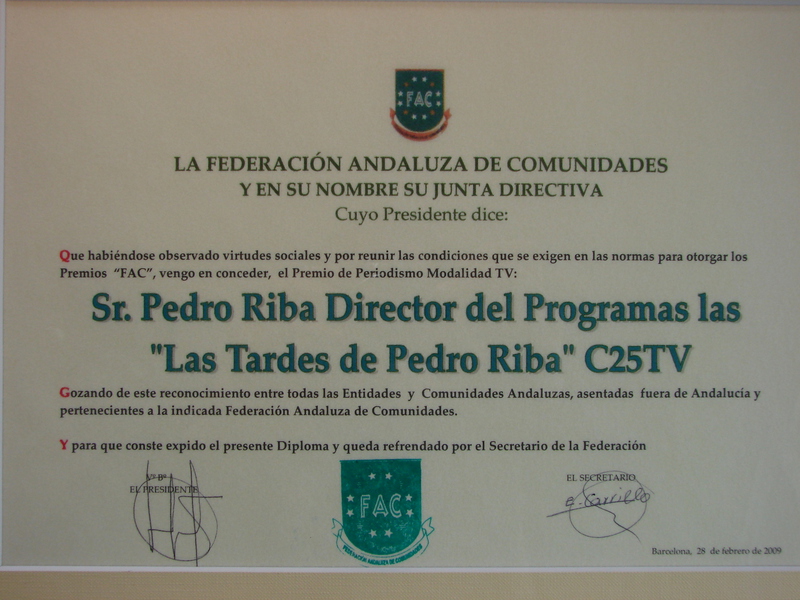 FAC
LA FEDERACIÓN ANDALUZA DE COMUNIDADES
Y EN SU NOMBRE SU JUNTA DIRECTIVA
Cuyo Presidente dice:
Que habiéndose observado virtudes sociales y por reunir las condiciones que se exigen en las normas para otorgar los
Premios "FAC", vengo en conceder, el Premio de Periodismo Modalidad TV:
Sr. Pedro Riba Director del Programas las
"Las Tardes de Pedro Riba" C25TV
Gozando de este reconocimiento entre todas las Entidades y Comunidades Andaluzas, asentadas fuera de Andalucía y
pertenecientes a la indicada Federación Andaluza de Comunidades.
Y para que conste expido el presente Diploma y queda refrendado por el Secretario de la Federación
Vº Bº
EL PRESIDENTE
FAC
FEDERACIÓN ANDALUZA DE COMUNIDADES
EL SECRETARIO
Barcelona, 28 de febrero de 2009